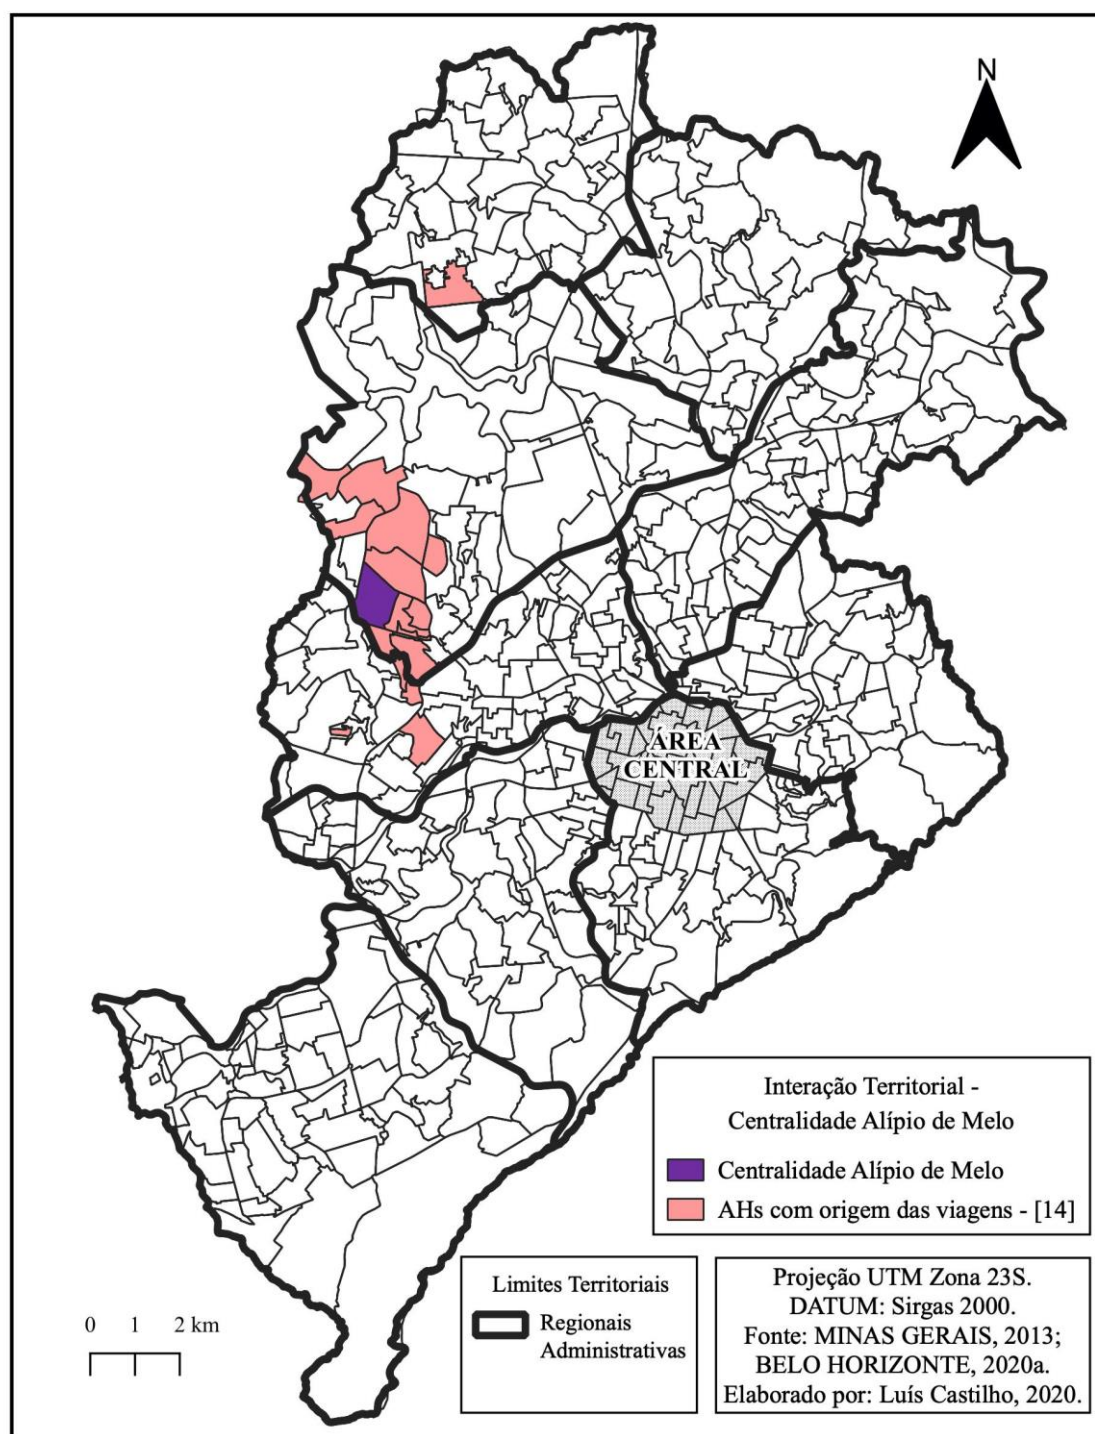 N
ÁREA
CENTRAL
Interação Territorial -
Centralidade Alípio de Melo
Centralidade Alípio de Melo
AHs com origem das viagens - [14]
Limites Territoriais
Regionais
Administrativas
Projeção UTM Zona 23S.
DATUM: Sirgas 2000.
Fonte: MINAS GERAIS, 2013;
BELO HORIZONTE, 2020a.
Elaborado por: Luís Castilho, 2020.
0 1 2 km